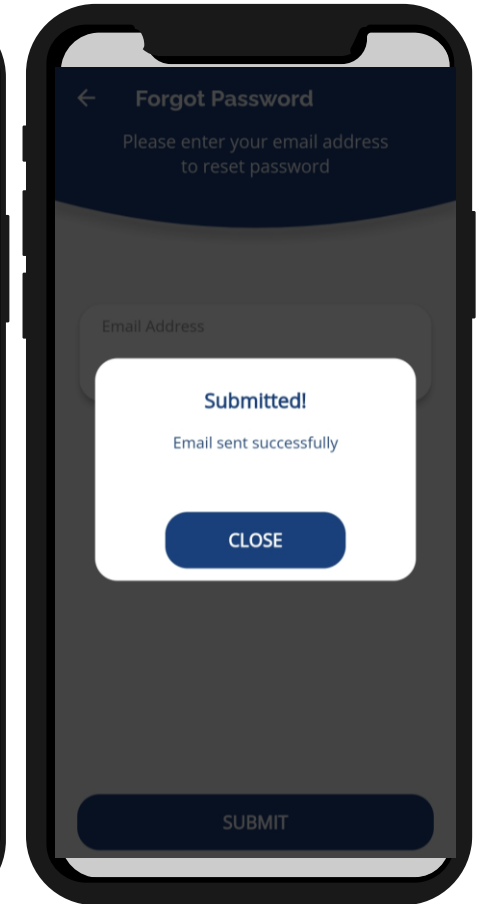 Forgot Password
Please enter your email address
to reset password
Email Address
Submitted!
Email sent successfully
CLOSE
SUBMIT